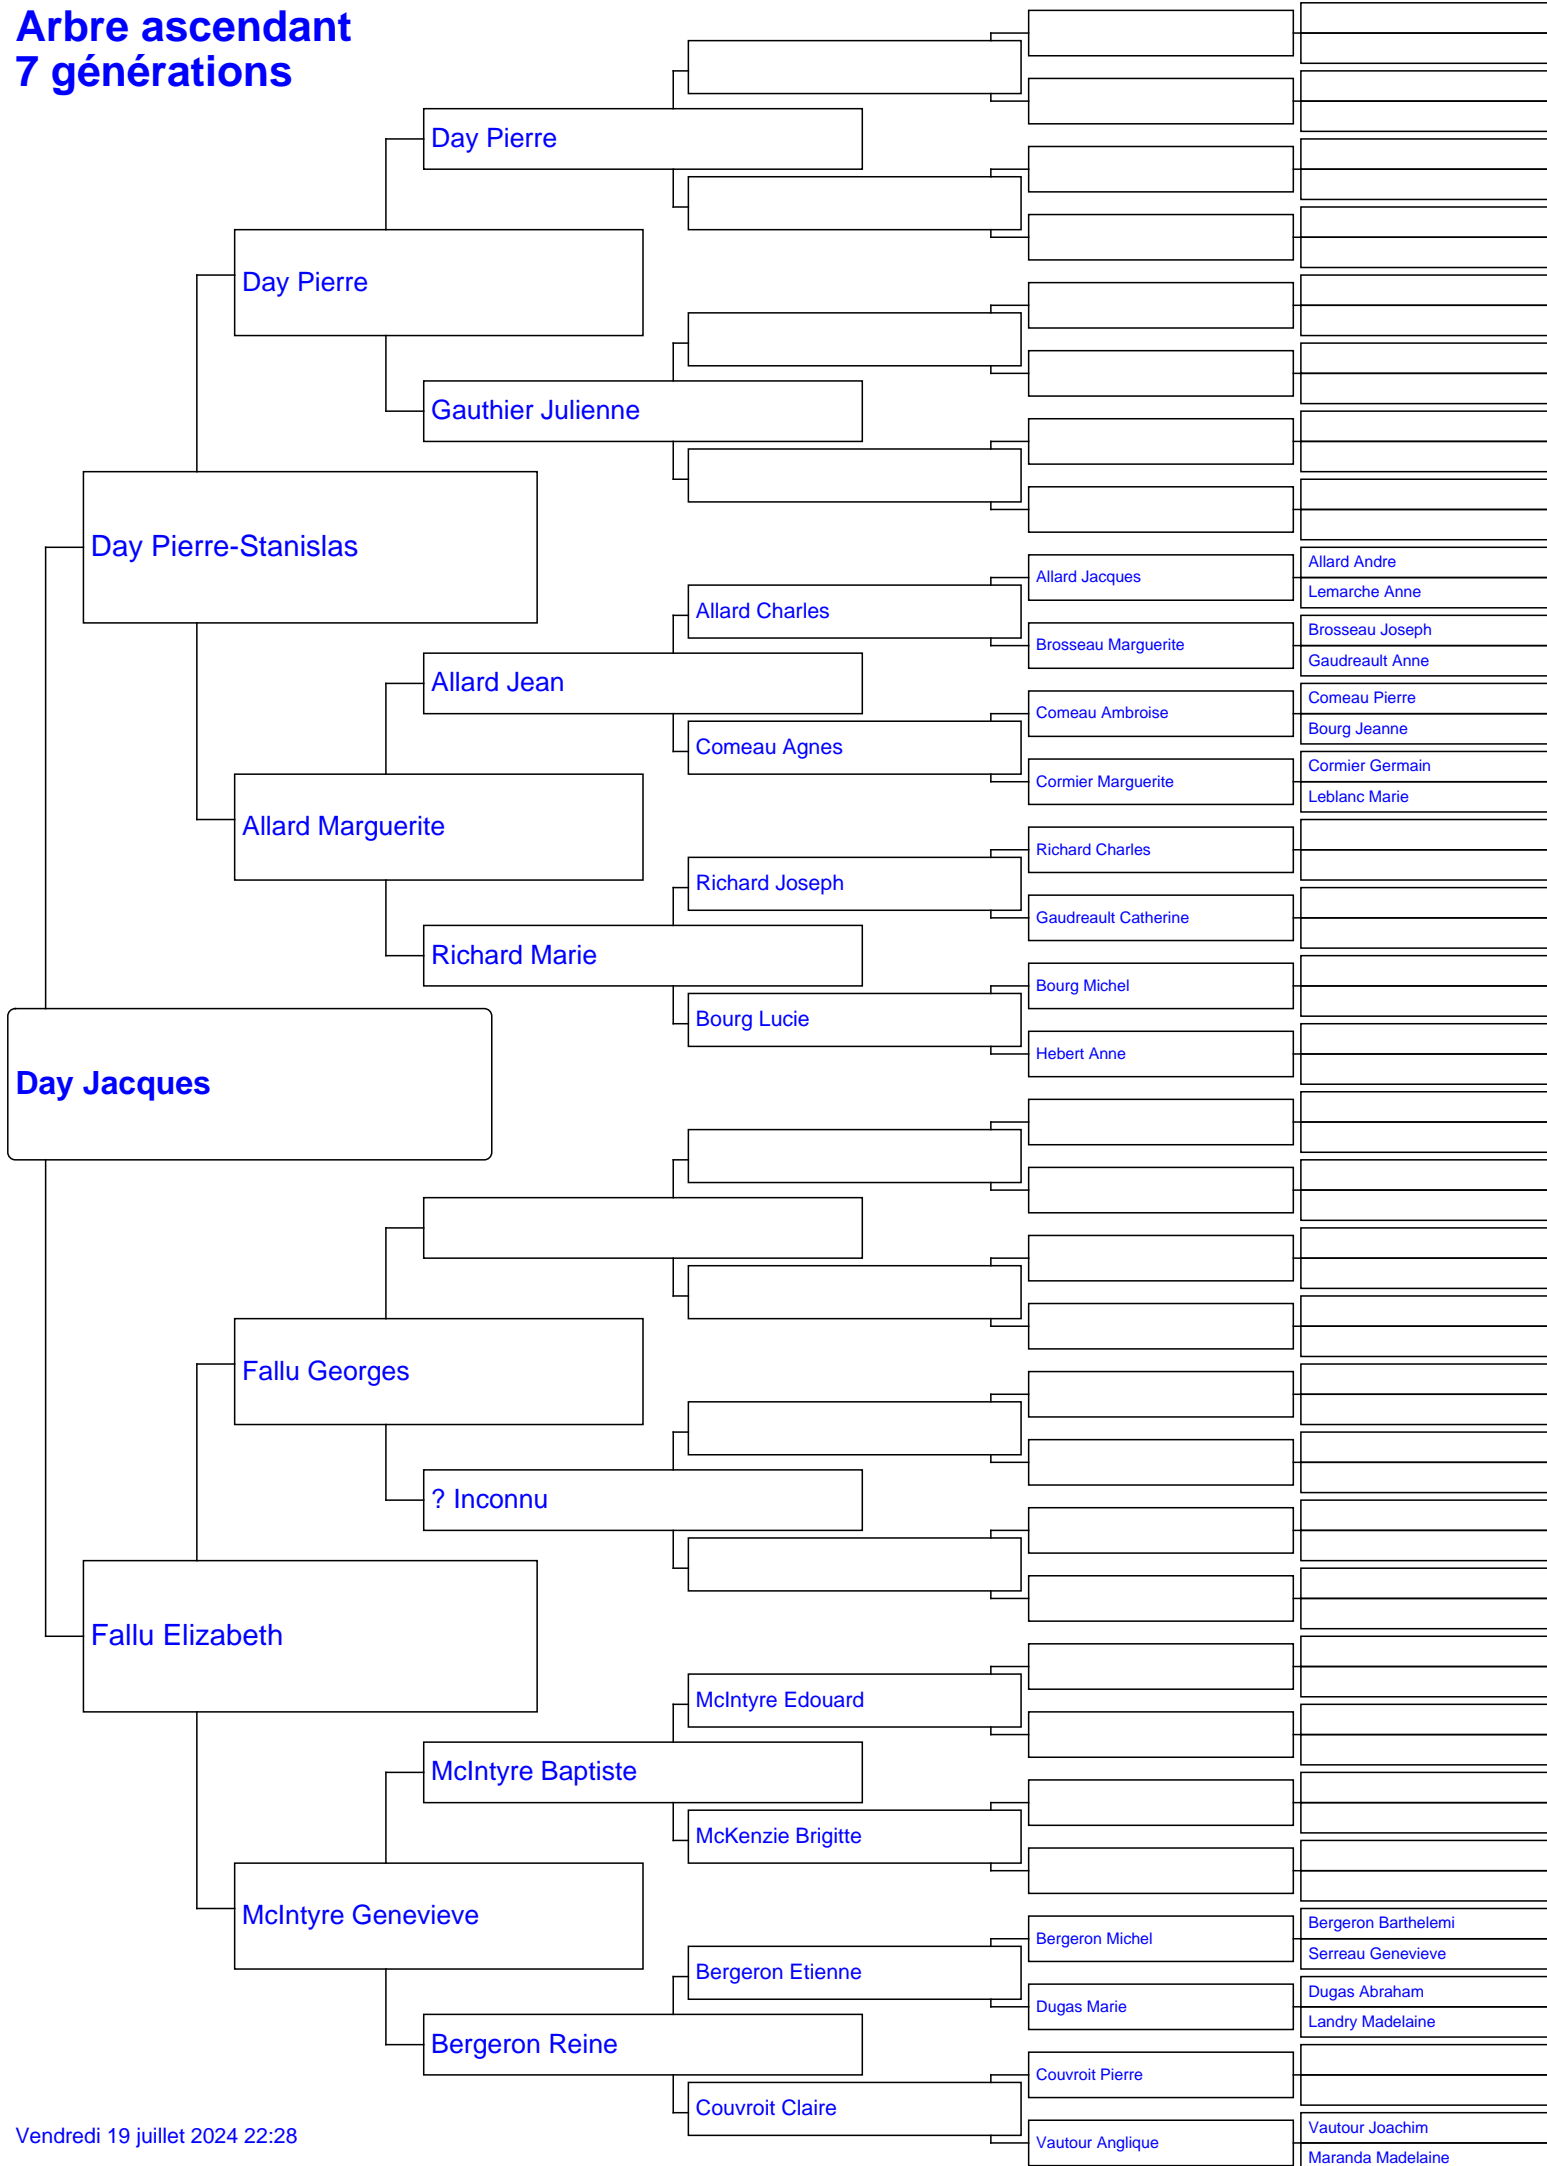 Arbre ascendant
7 générations
Day Pierre
Day Pierre
Gauthier Julienne
Day Pierre-Stanislas
Allard Andre
Allard Jacques
Lemarche Anne
Allard Charles
Brosseau Joseph
Brosseau Marguerite
Gaudreault Anne
Allard Jean
Comeau Pierre
Comeau Ambroise
Bourg Jeanne
Comeau Agnes
Cormier Germain
Cormier Marguerite
Leblanc Marie
Allard Marguerite
Richard Charles
Richard Joseph
Gaudreault Catherine
Richard Marie
Bourg Michel
Bourg Lucie
Hebert Anne
Day Jacques
Fallu Georges
? Inconnu
Fallu Elizabeth
McIntyre Edouard
McIntyre Baptiste
McKenzie Brigitte
McIntyre Genevieve
Bergeron Barthelemi
Bergeron Michel
Serreau Genevieve
Bergeron Etienne
Dugas Abraham
Dugas Marie
Landry Madelaine
Bergeron Reine
Couvroit Pierre
Couvroit Claire
Vautour Joachim
Vautour Anglique
Maranda Madelaine
Vendredi 19 juillet 2024 22:28